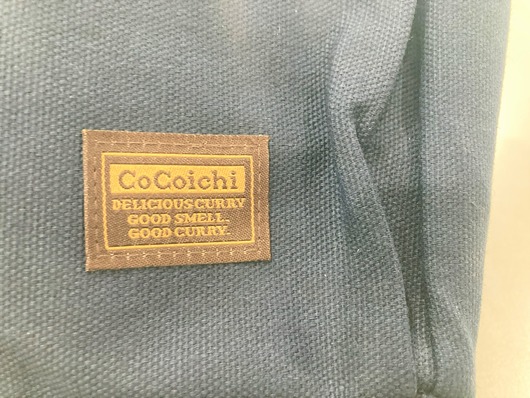 CoCoichi
DELICIOUS CURRY
GOOD SMELL.
GOOD CURRY.